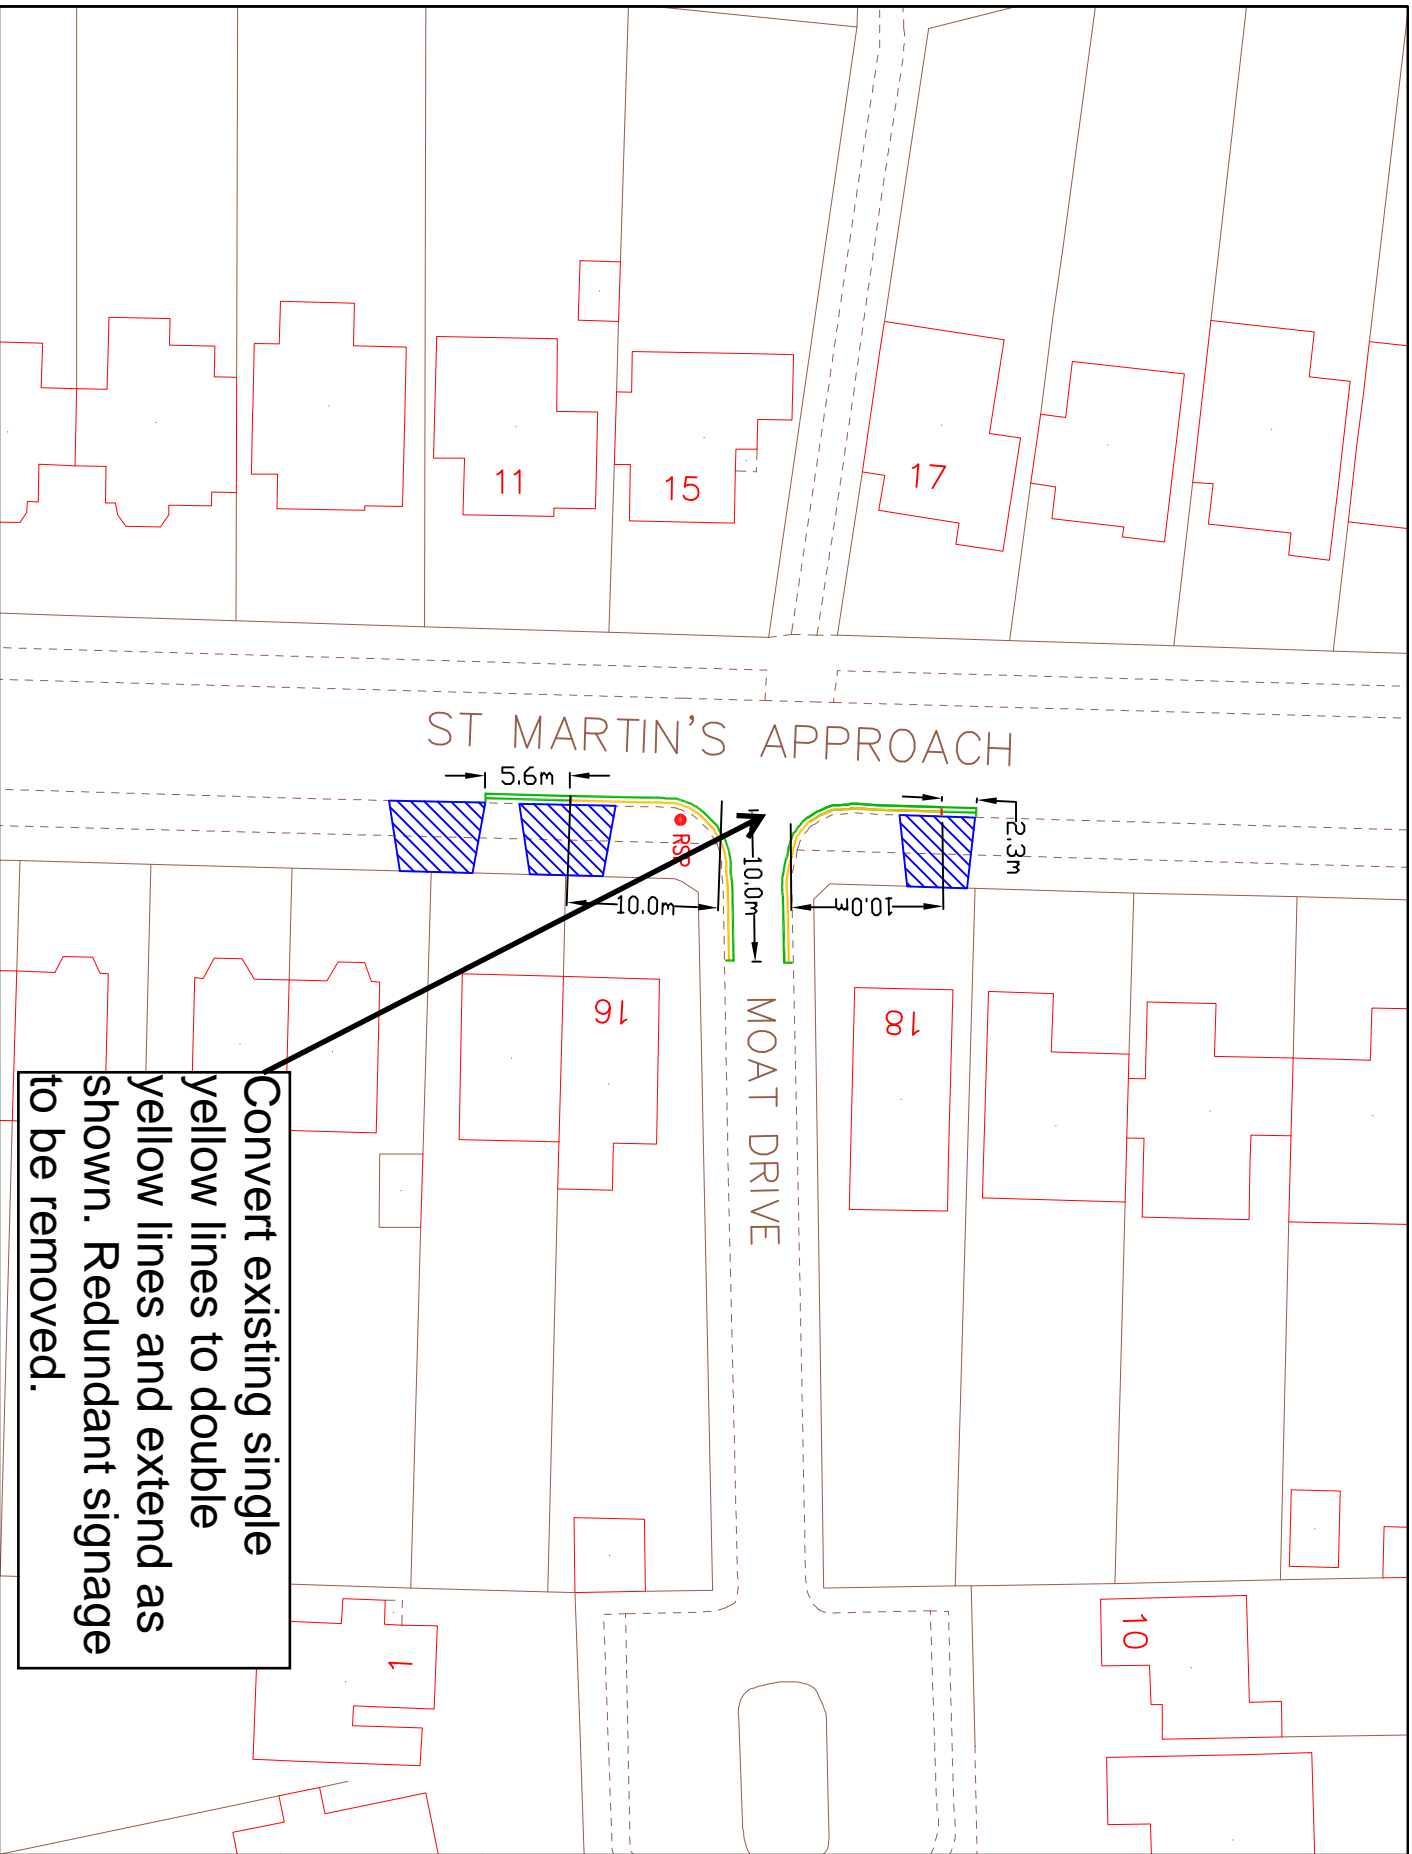 11
15
17
ST MARTIN'S APPROACH
5.6m
2.3m
RSP
10.0m
10.0m
10.0m
16
18
MOAT DRIVE
Convert existing single
yellow lines to double
yellow lines and extend as
shown. Redundant signage
to be removed.
1
10